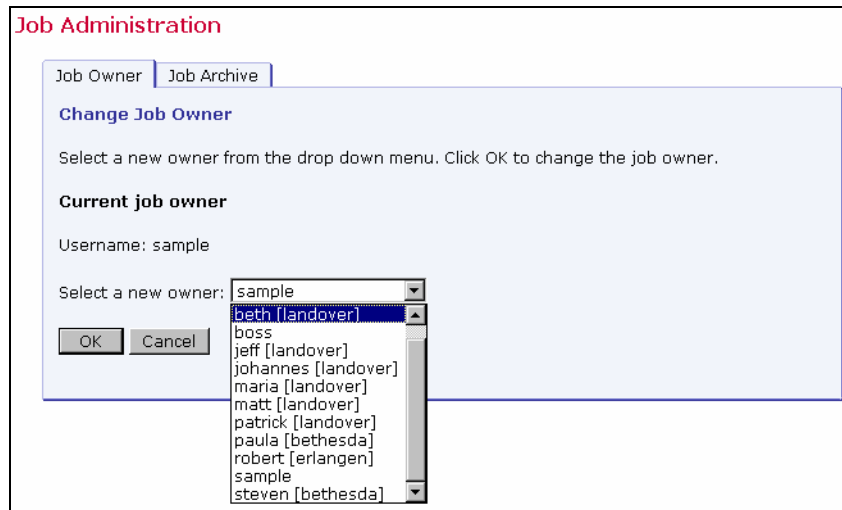 Job Administration
Job Owner Job Archive
Change Job Owner
Select a new owner from the drop down menu. Click OK to change the job owner.
Current job owner
Username: sample
Select a new owner: sample
beth [landover]
boss
jeff [landover]
johannes [landover]
maria [landover]
matt [landover]
patrick [landover]
paula [bethesda]
robert [erlangen]
sample
steven [bethesda]
OK Cancel